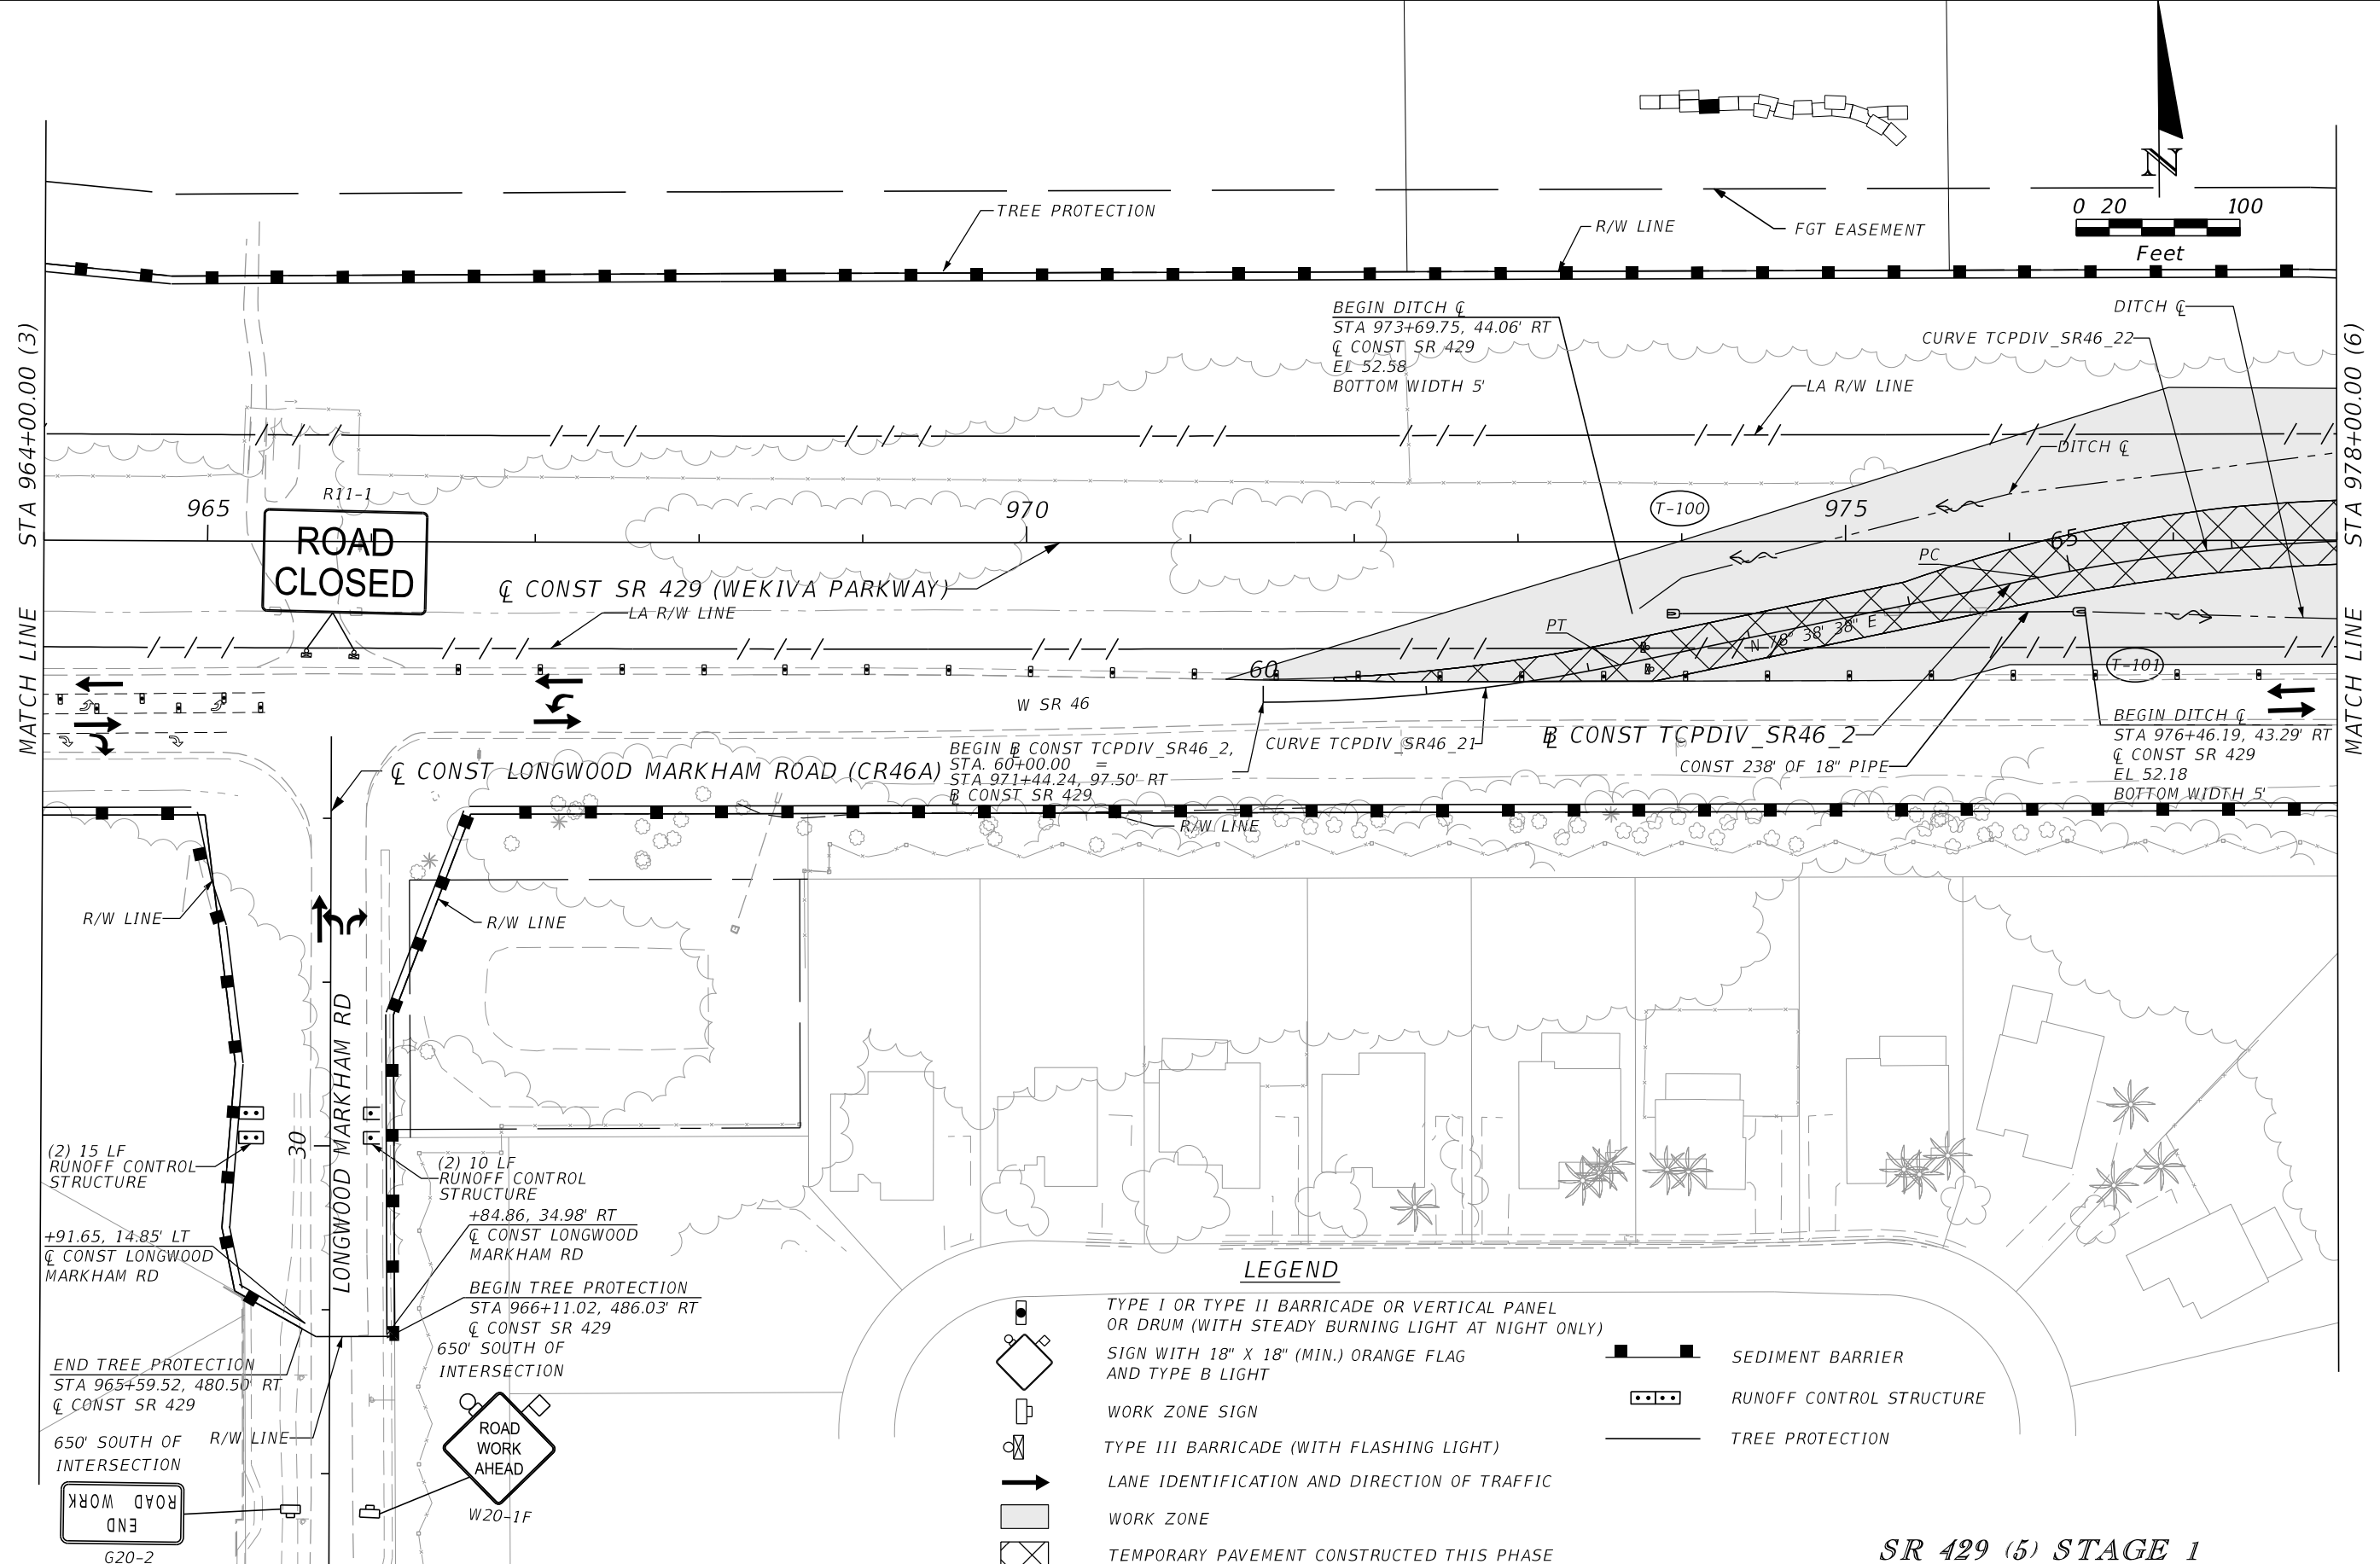 N
0 20 100
Feet
TREE PROTECTION
R/W LINE
FGT EASEMENT
BEGIN DITCH ℄
STA 973+69.75, 44.06' RT
℄ CONST SR 429
EL 52.58
BOTTOM WIDTH 5'
DITCH ℄
CURVE TCPDIV_SR46_22
LA R/W LINE
DITCH ℄
MATCH LINE STA 964+00.00 (3)
MATCH LINE STA 978+00.00 (6)
R11-1
965
970
975
T-100
ROAD
CLOSED
65
PC
℄ CONST SR 429 (WEKIVA PARKWAY)
LA R/W LINE
PT
N 78° 38' 38" E
60
T-101
W SR 46
BEGIN DITCH ℄
STA 976+46.19, 43.29' RT
℄ CONST SR 429
EL 52.18
BOTTOM WIDTH 5'
BEGIN B CONST TCPDIV_SR46_2,
STA. 60+00.00 =
STA 971+44.24, 97.50' RT
B CONST SR 429
CURVE TCPDIV_SR46_21
B CONST TCPDIV_SR46_2
CONST 238' OF 18" PIPE
℄ CONST LONGWOOD MARKHAM ROAD (CR46A)
R/W LINE
R/W LINE
R/W LINE
LONGWOOD MARKHAM RD
30
(2) 15 LF
RUNOFF CONTROL
STRUCTURE
(2) 10 LF
RUNOFF CONTROL
STRUCTURE
+84.86, 34.98' RT
℄ CONST LONGWOOD
MARKHAM RD
+91.65, 14.85' LT
℄ CONST LONGWOOD
MARKHAM RD
BEGIN TREE PROTECTION
STA 966+11.02, 486.03' RT
℄ CONST SR 429
650' SOUTH OF
INTERSECTION
END TREE PROTECTION
STA 965+59.52, 480.50' RT
℄ CONST SR 429
650' SOUTH OF
INTERSECTION
R/W LINE
ROAD
WORK
AHEAD
W20-1F
END
ROAD WORK
G20-2
LEGEND
TYPE I OR TYPE II BARRICADE OR VERTICAL PANEL
OR DRUM (WITH STEADY BURNING LIGHT AT NIGHT ONLY)
SIGN WITH 18" X 18" (MIN.) ORANGE FLAG
AND TYPE B LIGHT
WORK ZONE SIGN
TYPE III BARRICADE (WITH FLASHING LIGHT)
LANE IDENTIFICATION AND DIRECTION OF TRAFFIC
WORK ZONE
TEMPORARY PAVEMENT CONSTRUCTED THIS PHASE
SEDIMENT BARRIER
RUNOFF CONTROL STRUCTURE
TREE PROTECTION
SR 429 (5) STAGE 1